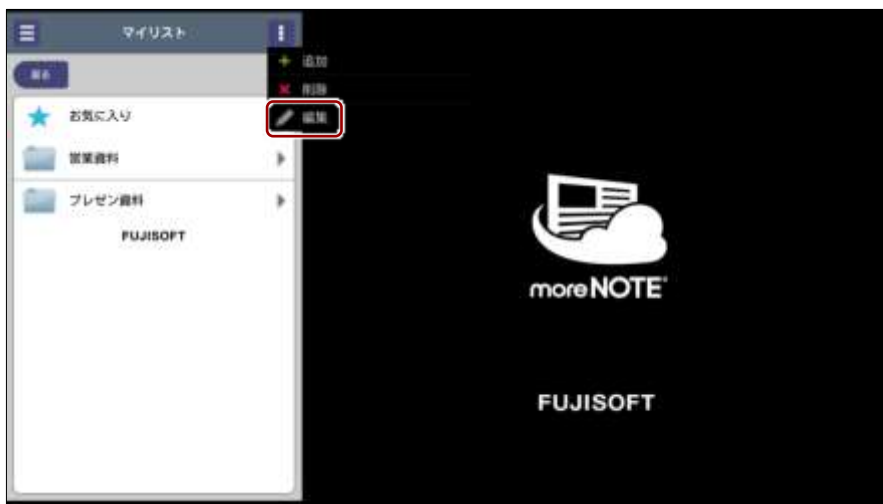 マイリスト
追加
戻る
削除
お気に入り
編集
営業資料
プレゼン資料
FUJISOFT
moreNOTE
FUJISOFT